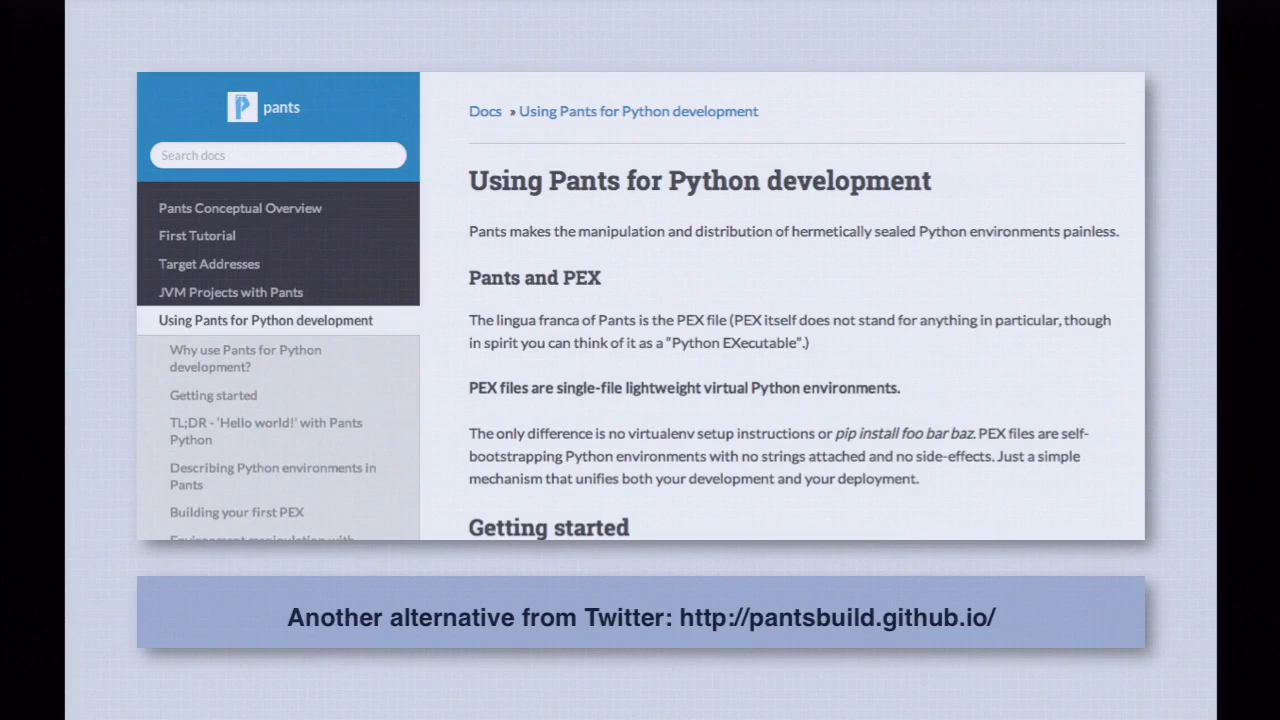 pants
Search docs
Pants Conceptual Overview
First Tutorial
Target Addresses
JVM Projects with Pants
Using Pants for Python development
Why use Pants for Python
development?
Getting started
TL;DR - ‘Hello world!’ with Pants
Python
Describing Python environments in
Pants
Building your first PEX
Environment manipulation with
Docs » Using Pants for Python development
Using Pants for Python development
Pants makes the manipulation and distribution of hermetically sealed Python environments painless.
Pants and PEX
The lingua franca of Pants is the PEX file (PEX itself does not stand for anything in particular, though
in spirit you can think of it as a “Python EXecutable”.)
PEX files are single-file lightweight virtual Python environments.
The only difference is no virtualenv setup instructions or pip install foo bar baz. PEX files are self-
bootstrapping Python environments with no strings attached and no side-effects. Just a simple
mechanism that unifies both your development and your deployment.
Getting started
Another alternative from Twitter: http://pantsbuild.github.io/